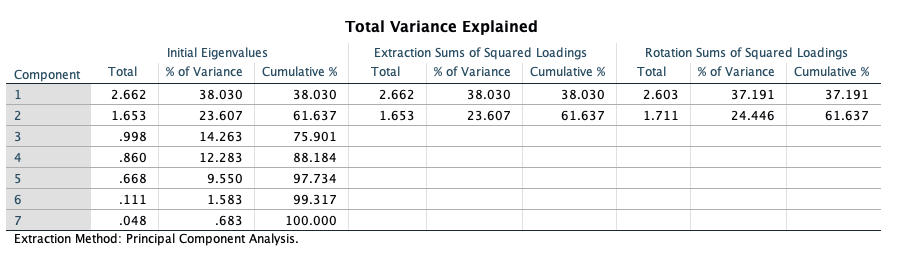 Total Variance Explained
Initial Eigenvalues Extraction Sums of Squared Loadings Rotation Sums of Squared Loadings
Component Total % of Variance Cumulative % Total % of Variance Cumulative % Total % of Variance Cumulative %
1 2.662 38.030 38.030 2.662 38.030 38.030 2.603 37.191 37.191
2 1.653 23.607 61.637 1.653 23.607 61.637 1.711 24.446 61.637
3 .998 14.263 75.901
4 .860 12.283 88.184
5 .668 9.550 97.734
6 .111 1.583 99.317
7 .048 .683 100.000
Extraction Method: Principal Component Analysis.